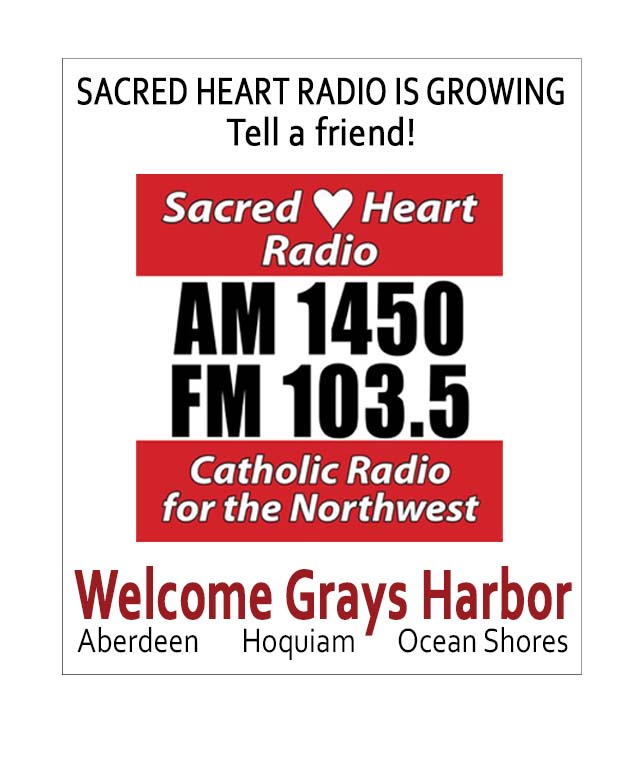 SACRED HEART RADIO IS GROWING
Tell a friend!
Sacred ♥ Heart
Radio
AM 1450
FM 103.5
Catholic Radio
for the Northwest
Welcome Grays Harbor
Aberdeen Hoquiam Ocean Shores